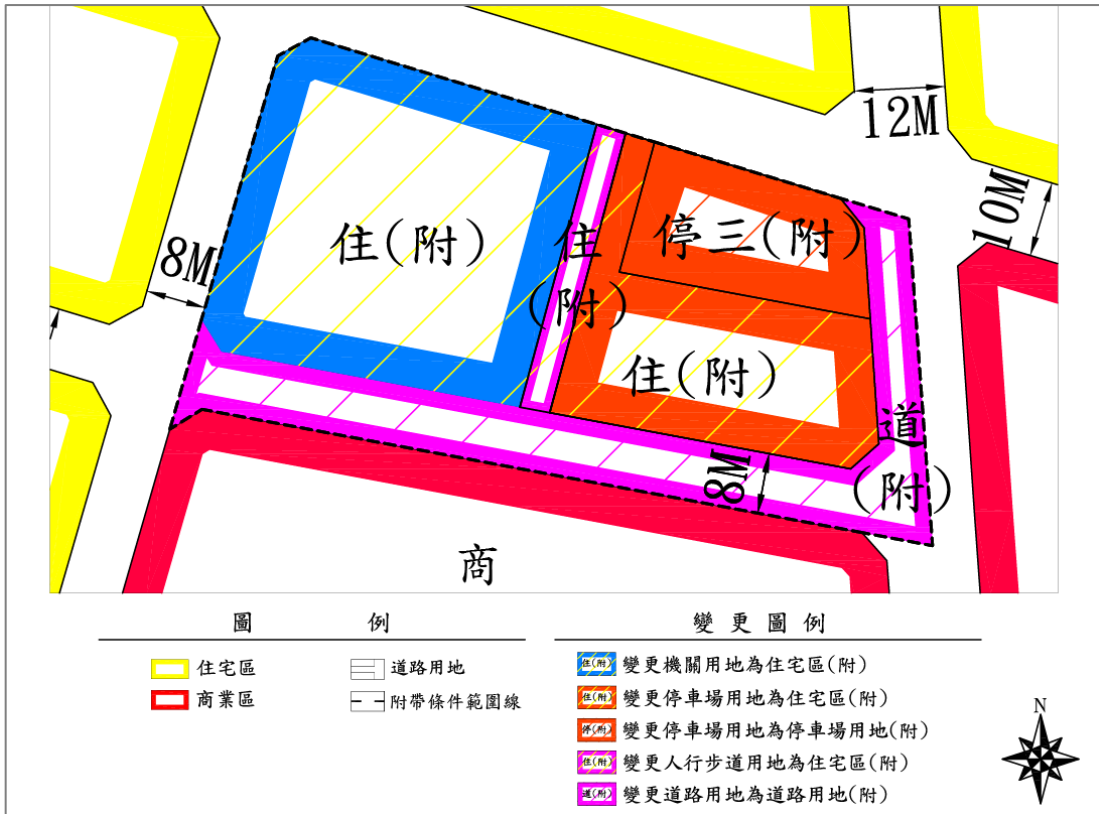 12M
10M
8M
住(附)
住
(附)
停三(附)
住(附)
道
(附)
8M
商
圖 例
住宅區
道路用地
商業區
附帶條件範圍線
變更圖例
住(附) 變更機關用地為住宅區(附)
住(附) 變更停車場用地為住宅區(附)
停(附) 變更停車場用地為停車場用地(附)
住(附) 變更人行步道用地為住宅區(附)
道(附) 變更道路用地為道路用地(附)
N